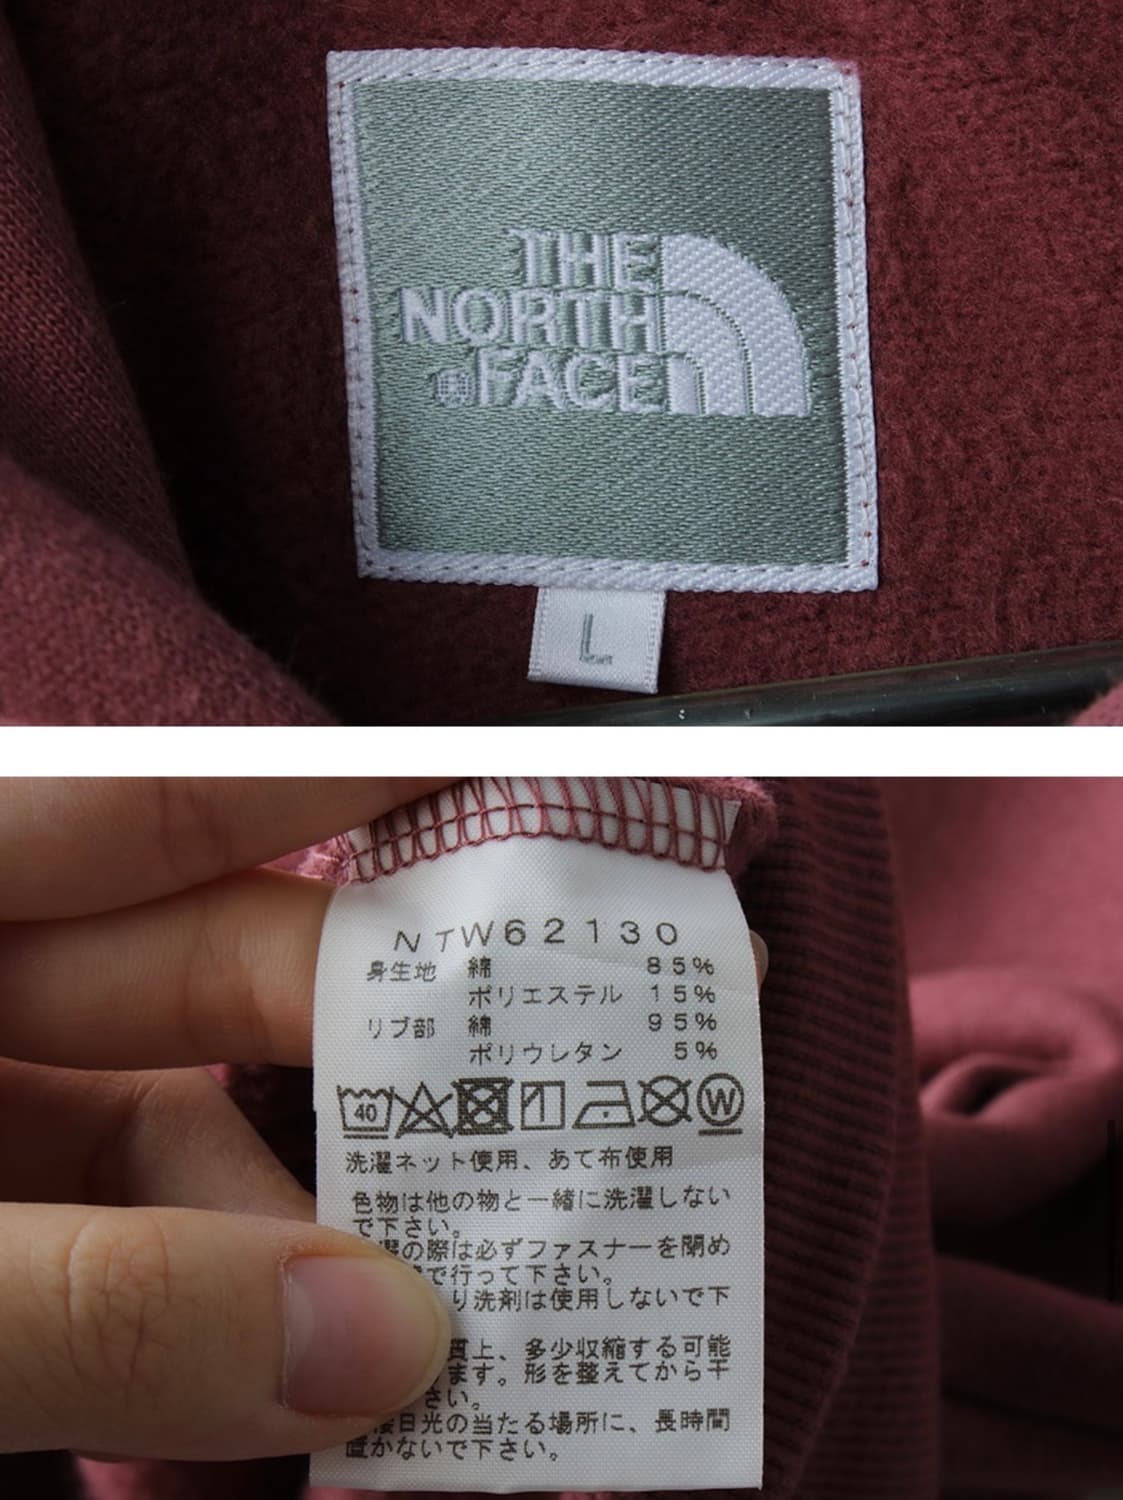 THE
NORTH
FACE
L
NTW62130
身生地 綿 85%
ポリエステル 15%
リブ部 綿 95%
ポリウレタン 5%
40 W
洗濯ネット使用、あて布使用
色物は他の物と一緒に洗濯しない
で下さい。
の際は必ずファスナーを閉め
で行って下さい。
り洗剤は使用しないで下
質上、多少収縮する可能
ます。形を整えてから干
さい。
日光の当たる場所に、長時間
置かないで下さい。